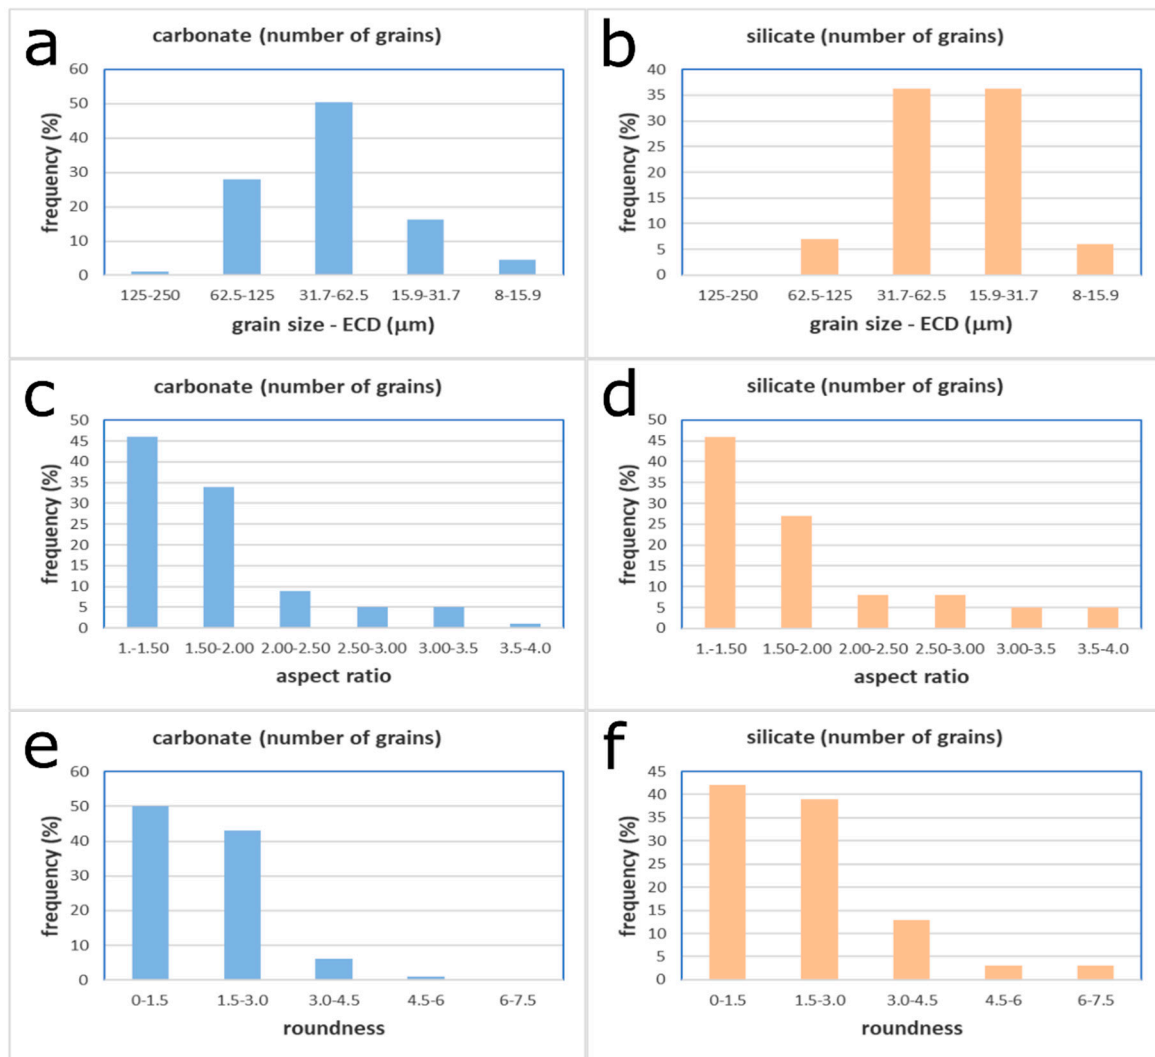 a
carbonate (number of grains)
60
50
40
30
20
10
0
frequency (%)
125-250 62.5-125 31.7-62.5 15.9-31.7 8-15.9
grain size - ECD (µm)
b
silicate (number of grains)
40
35
30
25
20
15
10
5
0
frequency (%)
125-250 62.5-125 31.7-62.5 15.9-31.7 8-15.9
grain size - ECD (µm)
c
carbonate (number of grains)
50
45
40
35
30
25
20
15
10
5
0
frequency (%)
1.-1.50 1.50-2.00 2.00-2.50 2.50-3.00 3.00-3.5 3.5-4.0
aspect ratio
d
silicate (number of grains)
50
45
40
35
30
25
20
15
10
5
0
frequency (%)
1.-1.50 1.50-2.00 2.00-2.50 2.50-3.00 3.00-3.5 3.5-4.0
aspect ratio
e
carbonate (number of grains)
60
50
40
30
20
10
0
frequency (%)
0-1.5 1.5-3.0 3.0-4.5 4.5-6 6-7.5
roundness
f
silicate (number of grains)
45
40
35
30
25
20
15
10
5
0
frequency (%)
0-1.5 1.5-3.0 3.0-4.5 4.5-6 6-7.5
roundness